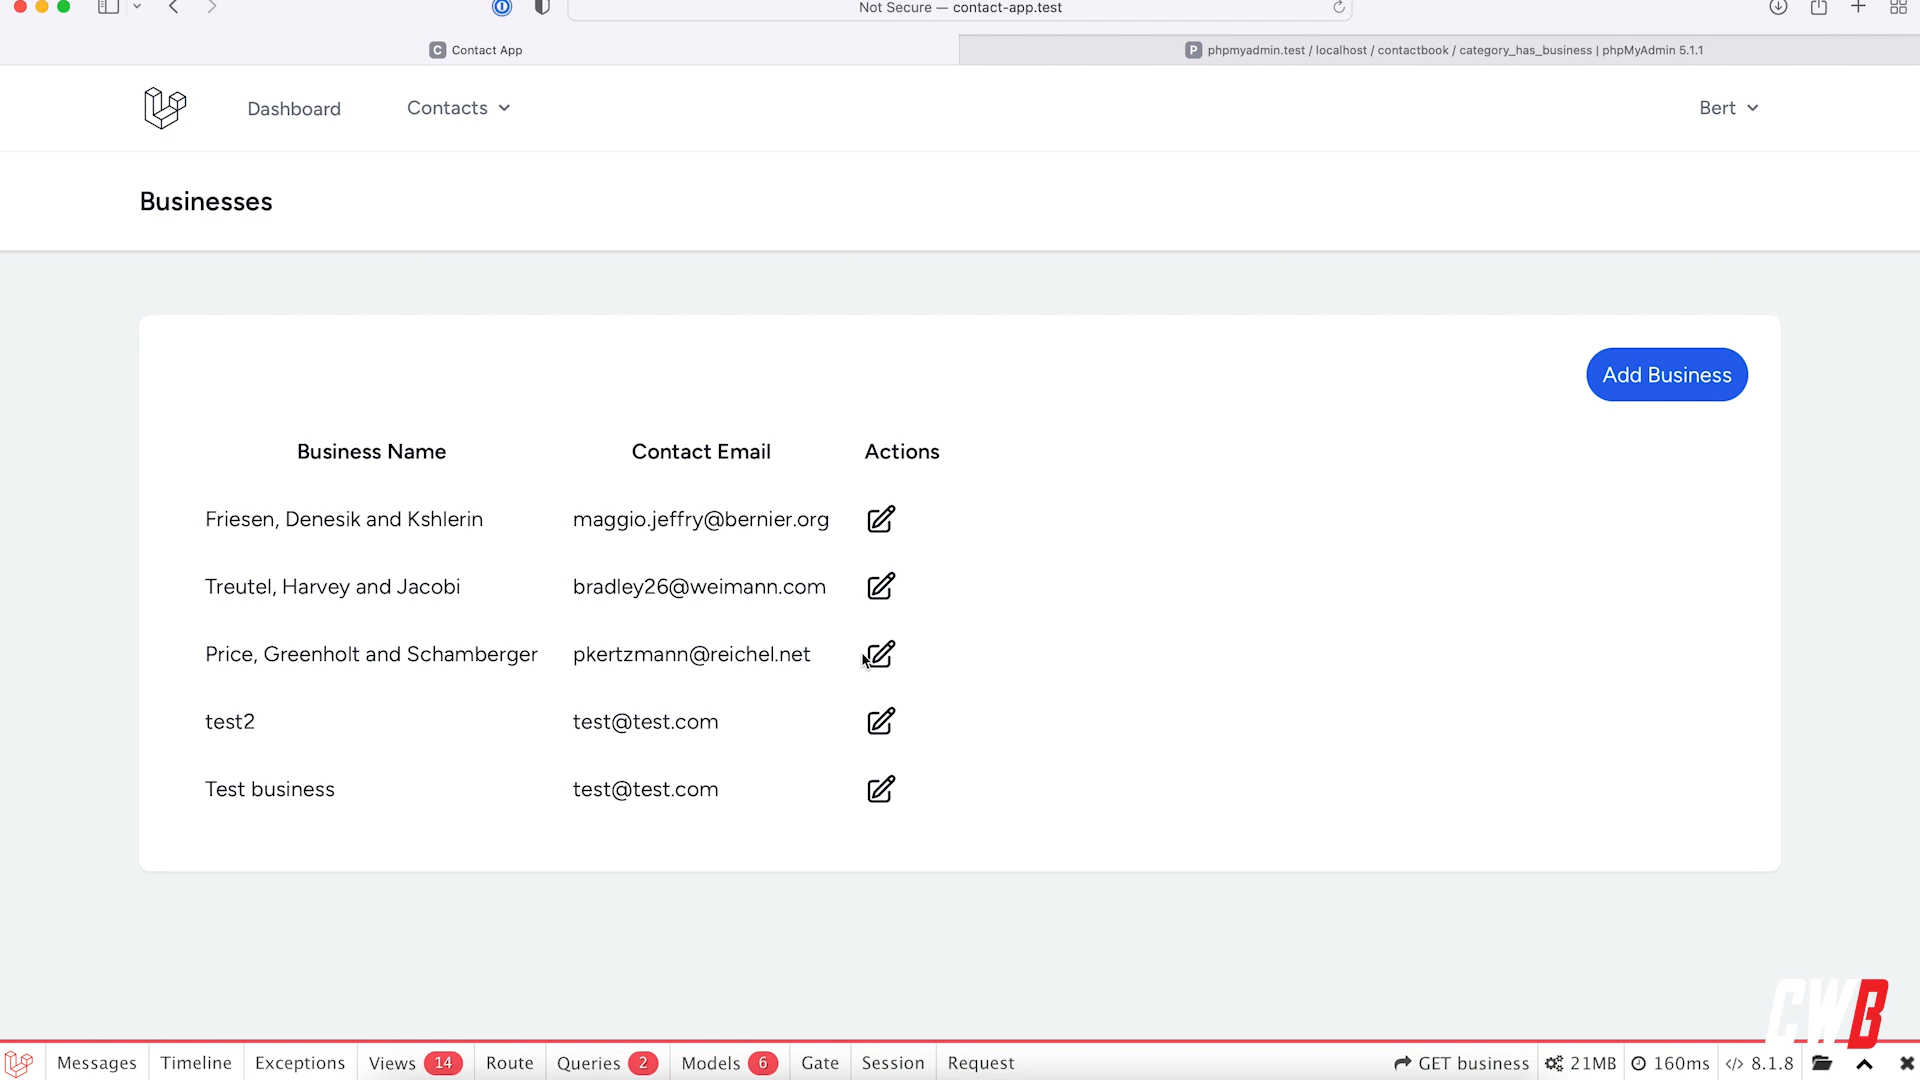 Not Secure — contact-app.test
C Contact App
P phpmyadmin.test / localhost / contactbook / category_has_business | phpMyAdmin 5.1.1
Dashboard Contacts Bert
Businesses
Add Business
Business Name Contact Email Actions
Friesen, Denesik and Kshlerin maggio.jeffry@bernier.org
Treutel, Harvey and Jacobi bradley26@weimann.com
Price, Greenholt and Schamberger pkertzmann@reichel.net
test2 test@test.com
Test business test@test.com
CWB
Messages Timeline Exceptions Views 14 Route Queries 2 Models 6 Gate Session Request GET business 21MB 160ms </> 8.1.8